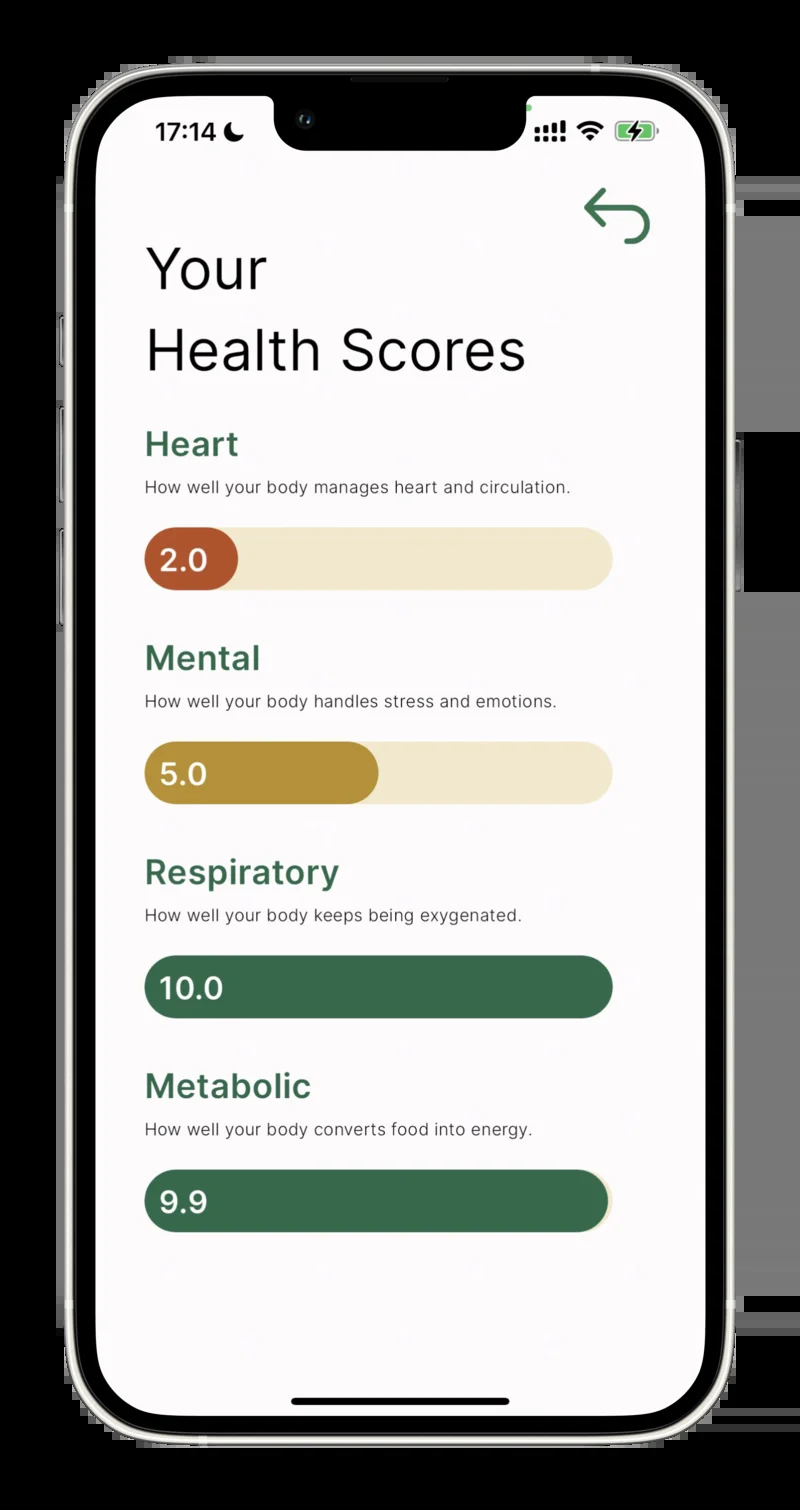 17:14
Your
Health Scores
Heart
How well your body manages heart and circulation.
2.0
Mental
How well your body handles stress and emotions.
5.0
Respiratory
How well your body keeps being exygenated.
10.0
Metabolic
How well your body converts food into energy.
9.9